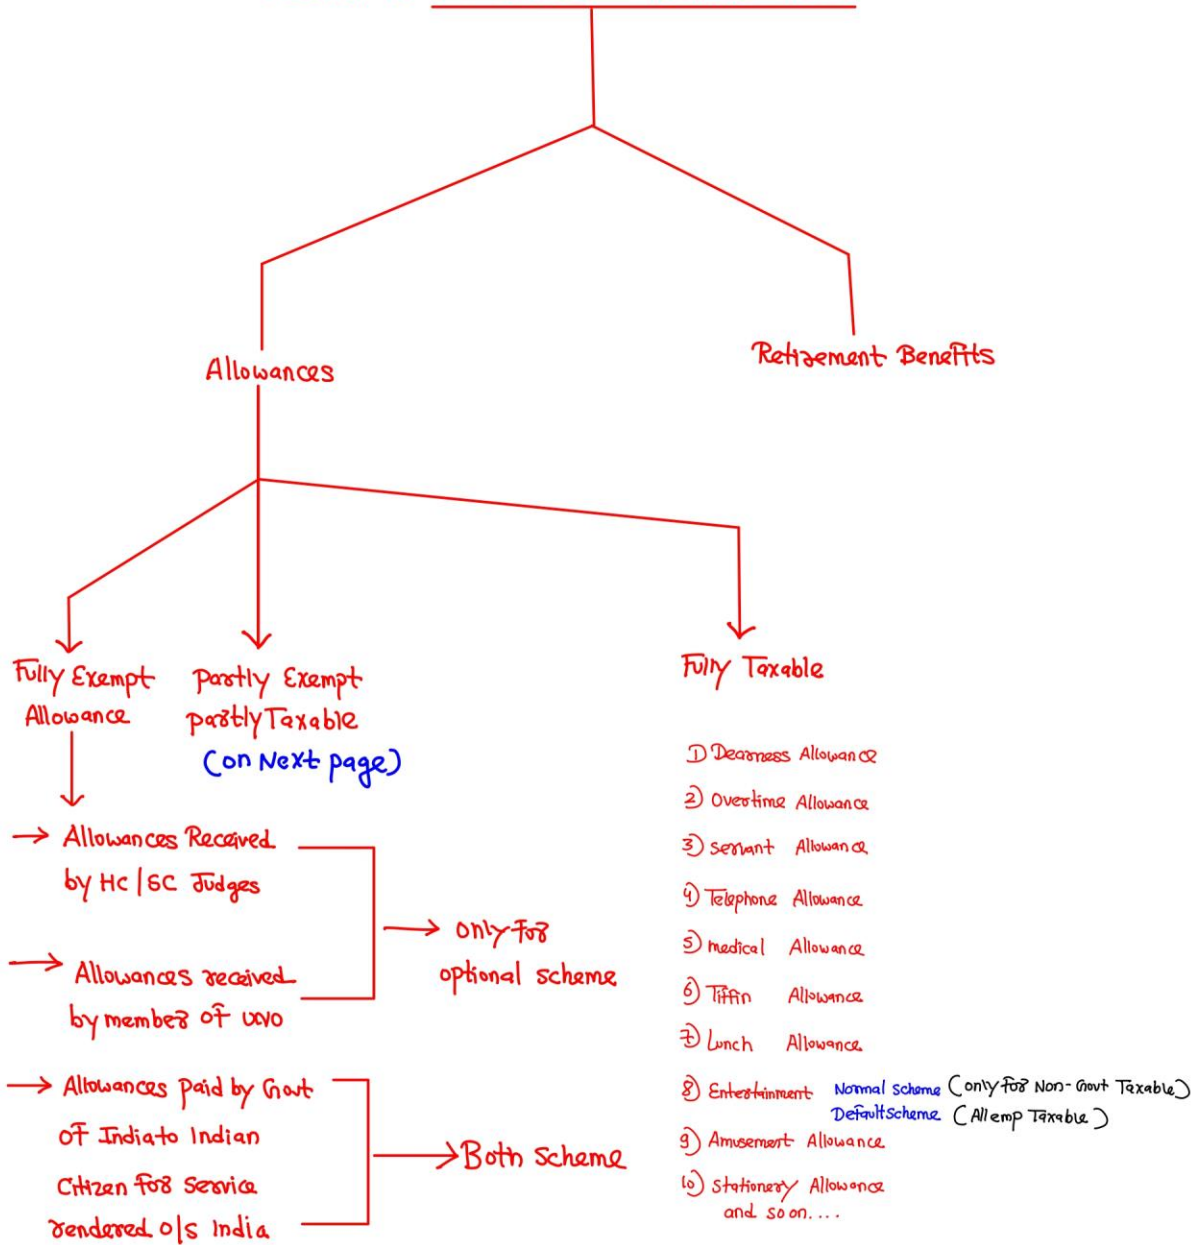 Allowances
Retirement Benefits
Fully Exempt
Allowance
Partly Exempt
partly Taxable
(on Next page)
Fully Taxable
→ Allowances Received
by HC/SC Judges
→ Allowances received
by member of UNO
→ only for
optional scheme
→ Allowances Paid by Govt
of India to Indian
Citizen for Service
rendered o/s India
→ Both scheme
1) Dearness Allowance
2) Overtime Allowance
3) Servant Allowance
4) Telephone Allowance
5) medical Allowance
6) Tiffin Allowance
7) Lunch Allowance
8) Entertainment Normal scheme (only for Non-Govt Taxable)
Default Scheme (All emp Taxable)
9) Amusement Allowance
10) Stationery Allowance
and so on....